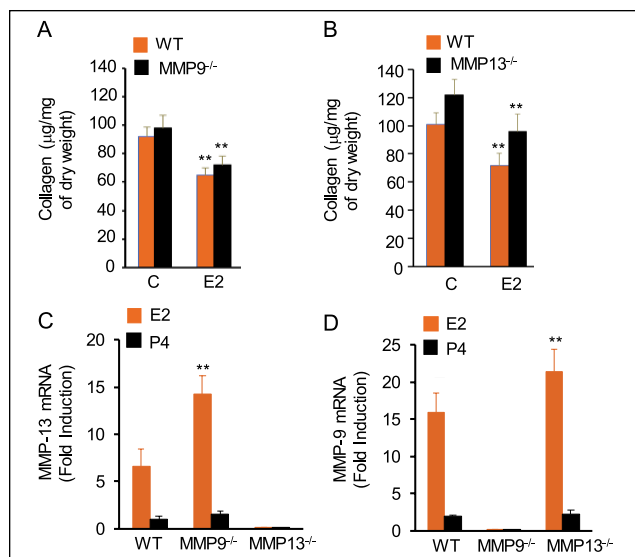 A
WT
MMP9-/-
Collagen (μg/mg
of dry weight)
140
120
100
80
60
40
20
0
**
**
C
E2
B
WT
MMP13-/-
Collagen (μg/mg
of dry weight)
140
120
100
80
60
40
20
0
**
**
C
E2
C
E2
P4
MMP-13 mRNA
(Fold Induction)
20
15
10
5
0
**
WT
MMP9-/-
MMP13-/-
D
E2
P4
MMP-9 mRNA
(Fold Induction)
25
20
15
10
5
0
**
WT
MMP9-/-
MMP13-/-